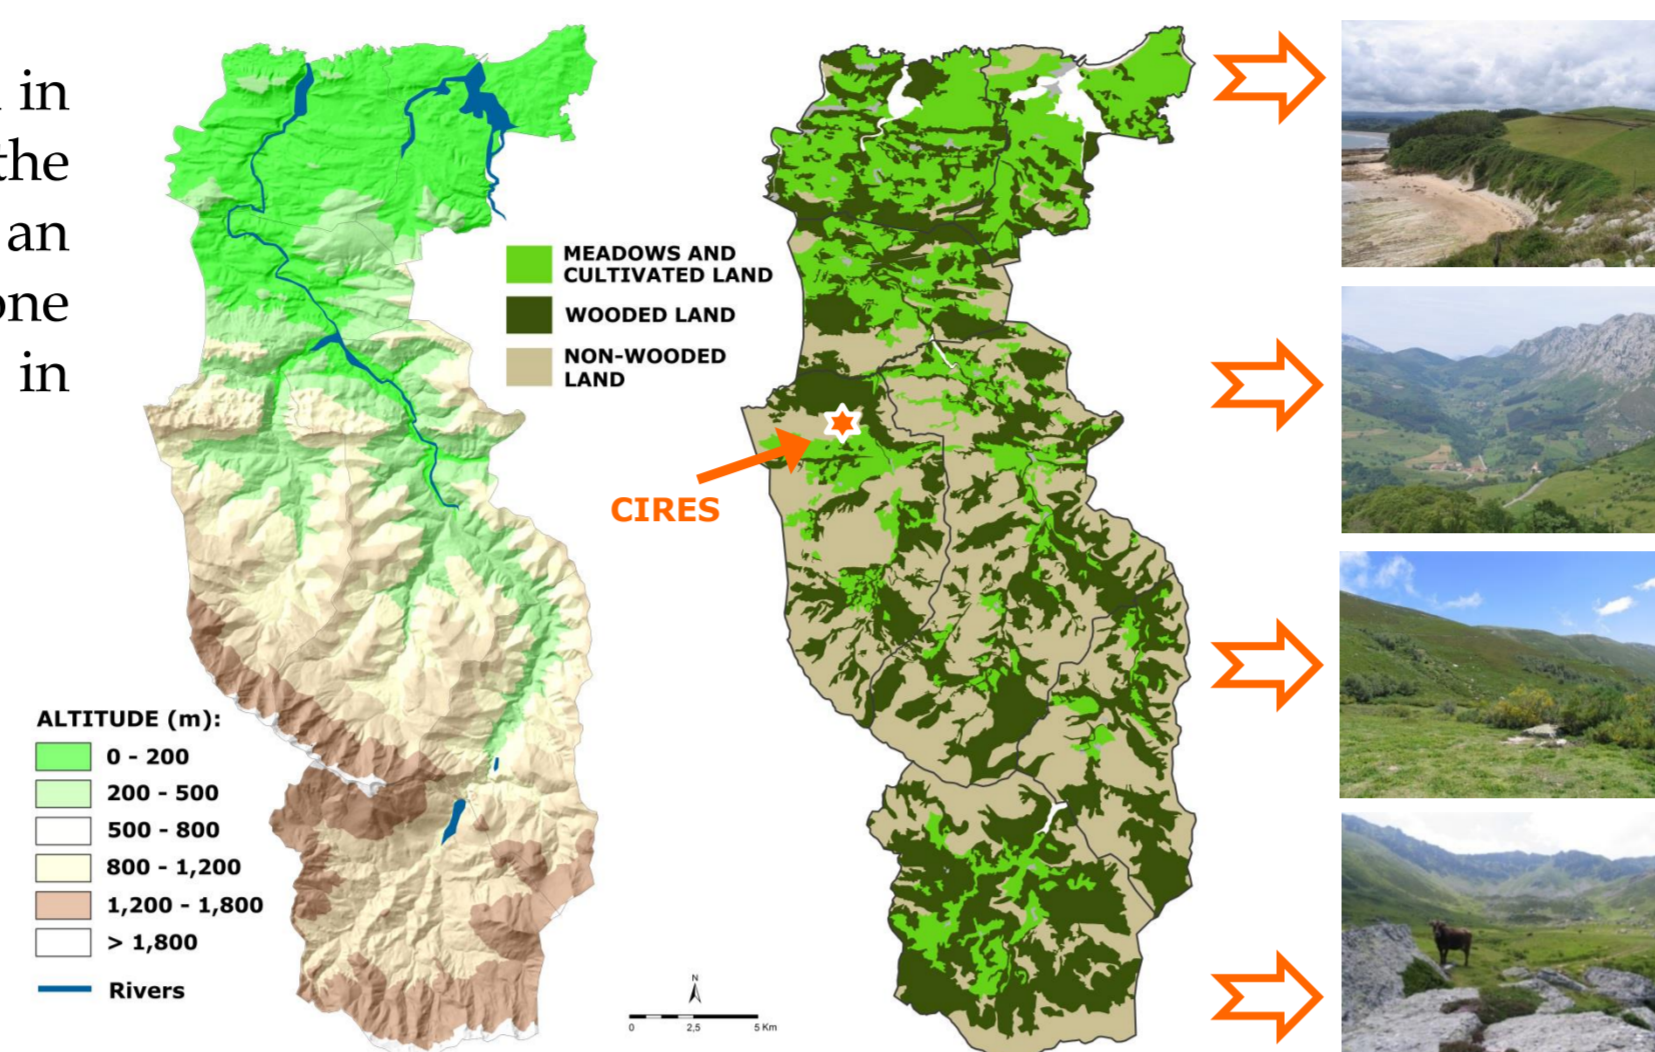 in
the
an
one
in
MEADOWS AND
CULTIVATED LAND
WOODED LAND
NON-WOODED
LAND
CIRES
ALTITUDE (m):
0 - 200
200 - 500
500 - 800
800 - 1,200
1,200 - 1,800
> 1,800
Rivers
N
0 2,5 5 Km